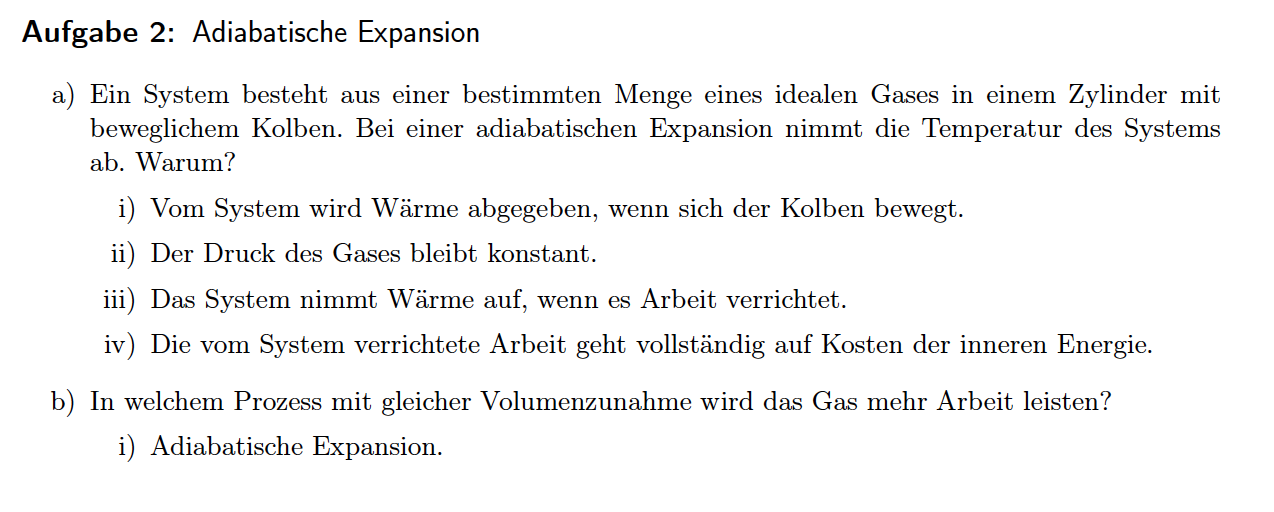 Aufgabe 2: Adiabatische Expansion
a) Ein System besteht aus einer bestimmten Menge eines idealen Gases in einem Zylinder mit
beweglichem Kolben. Bei einer adiabatischen Expansion nimmt die Temperatur des Systems
ab. Warum?
i) Vom System wird Wärme abgegeben, wenn sich der Kolben bewegt.
ii) Der Druck des Gases bleibt konstant.
iii) Das System nimmt Wärme auf, wenn es Arbeit verrichtet.
iv) Die vom System verrichtete Arbeit geht vollständig auf Kosten der inneren Energie.
b) In welchem Prozess mit gleicher Volumenzunahme wird das Gas mehr Arbeit leisten?
i) Adiabatische Expansion.